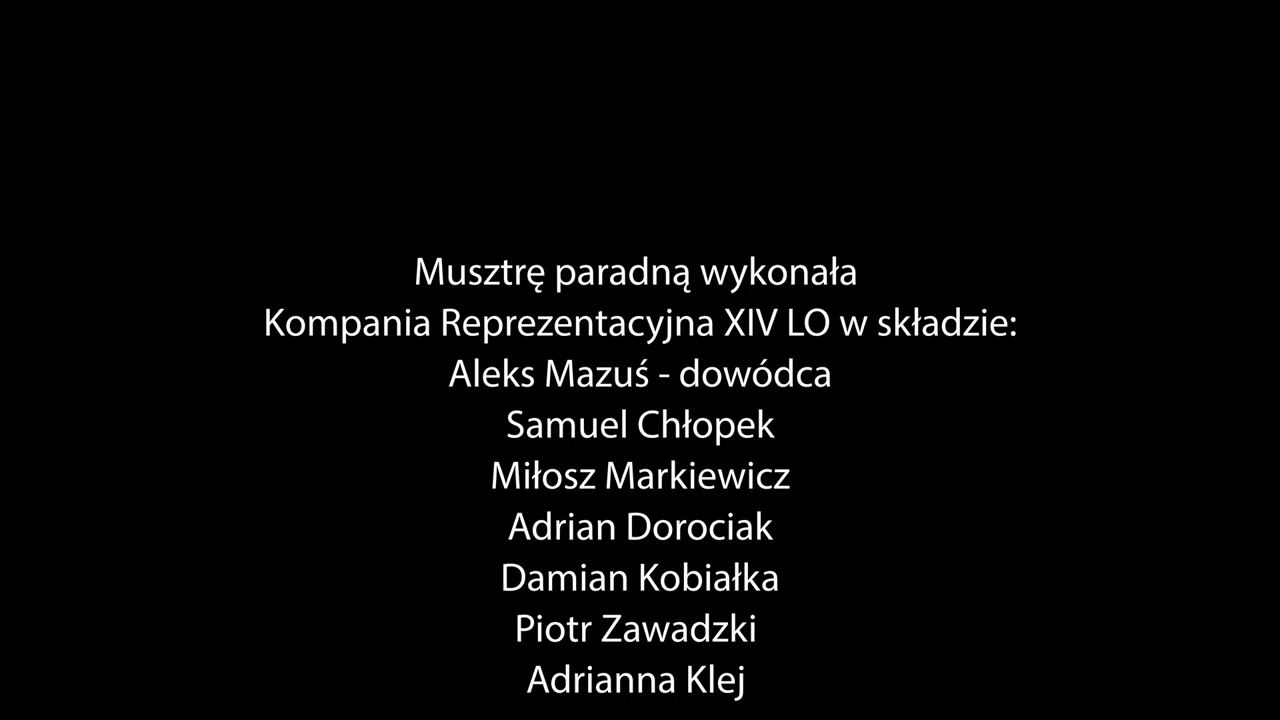 Musztrę paradną wykonała
Kompania Reprezentacyjna XIV LO w składzie:
Aleks Mazuś - dowódca
Samuel Chłopek
Miłosz Markiewicz
Adrian Dorociak
Damian Kobiałka
Piotr Zawadzki
Adrianna Klej